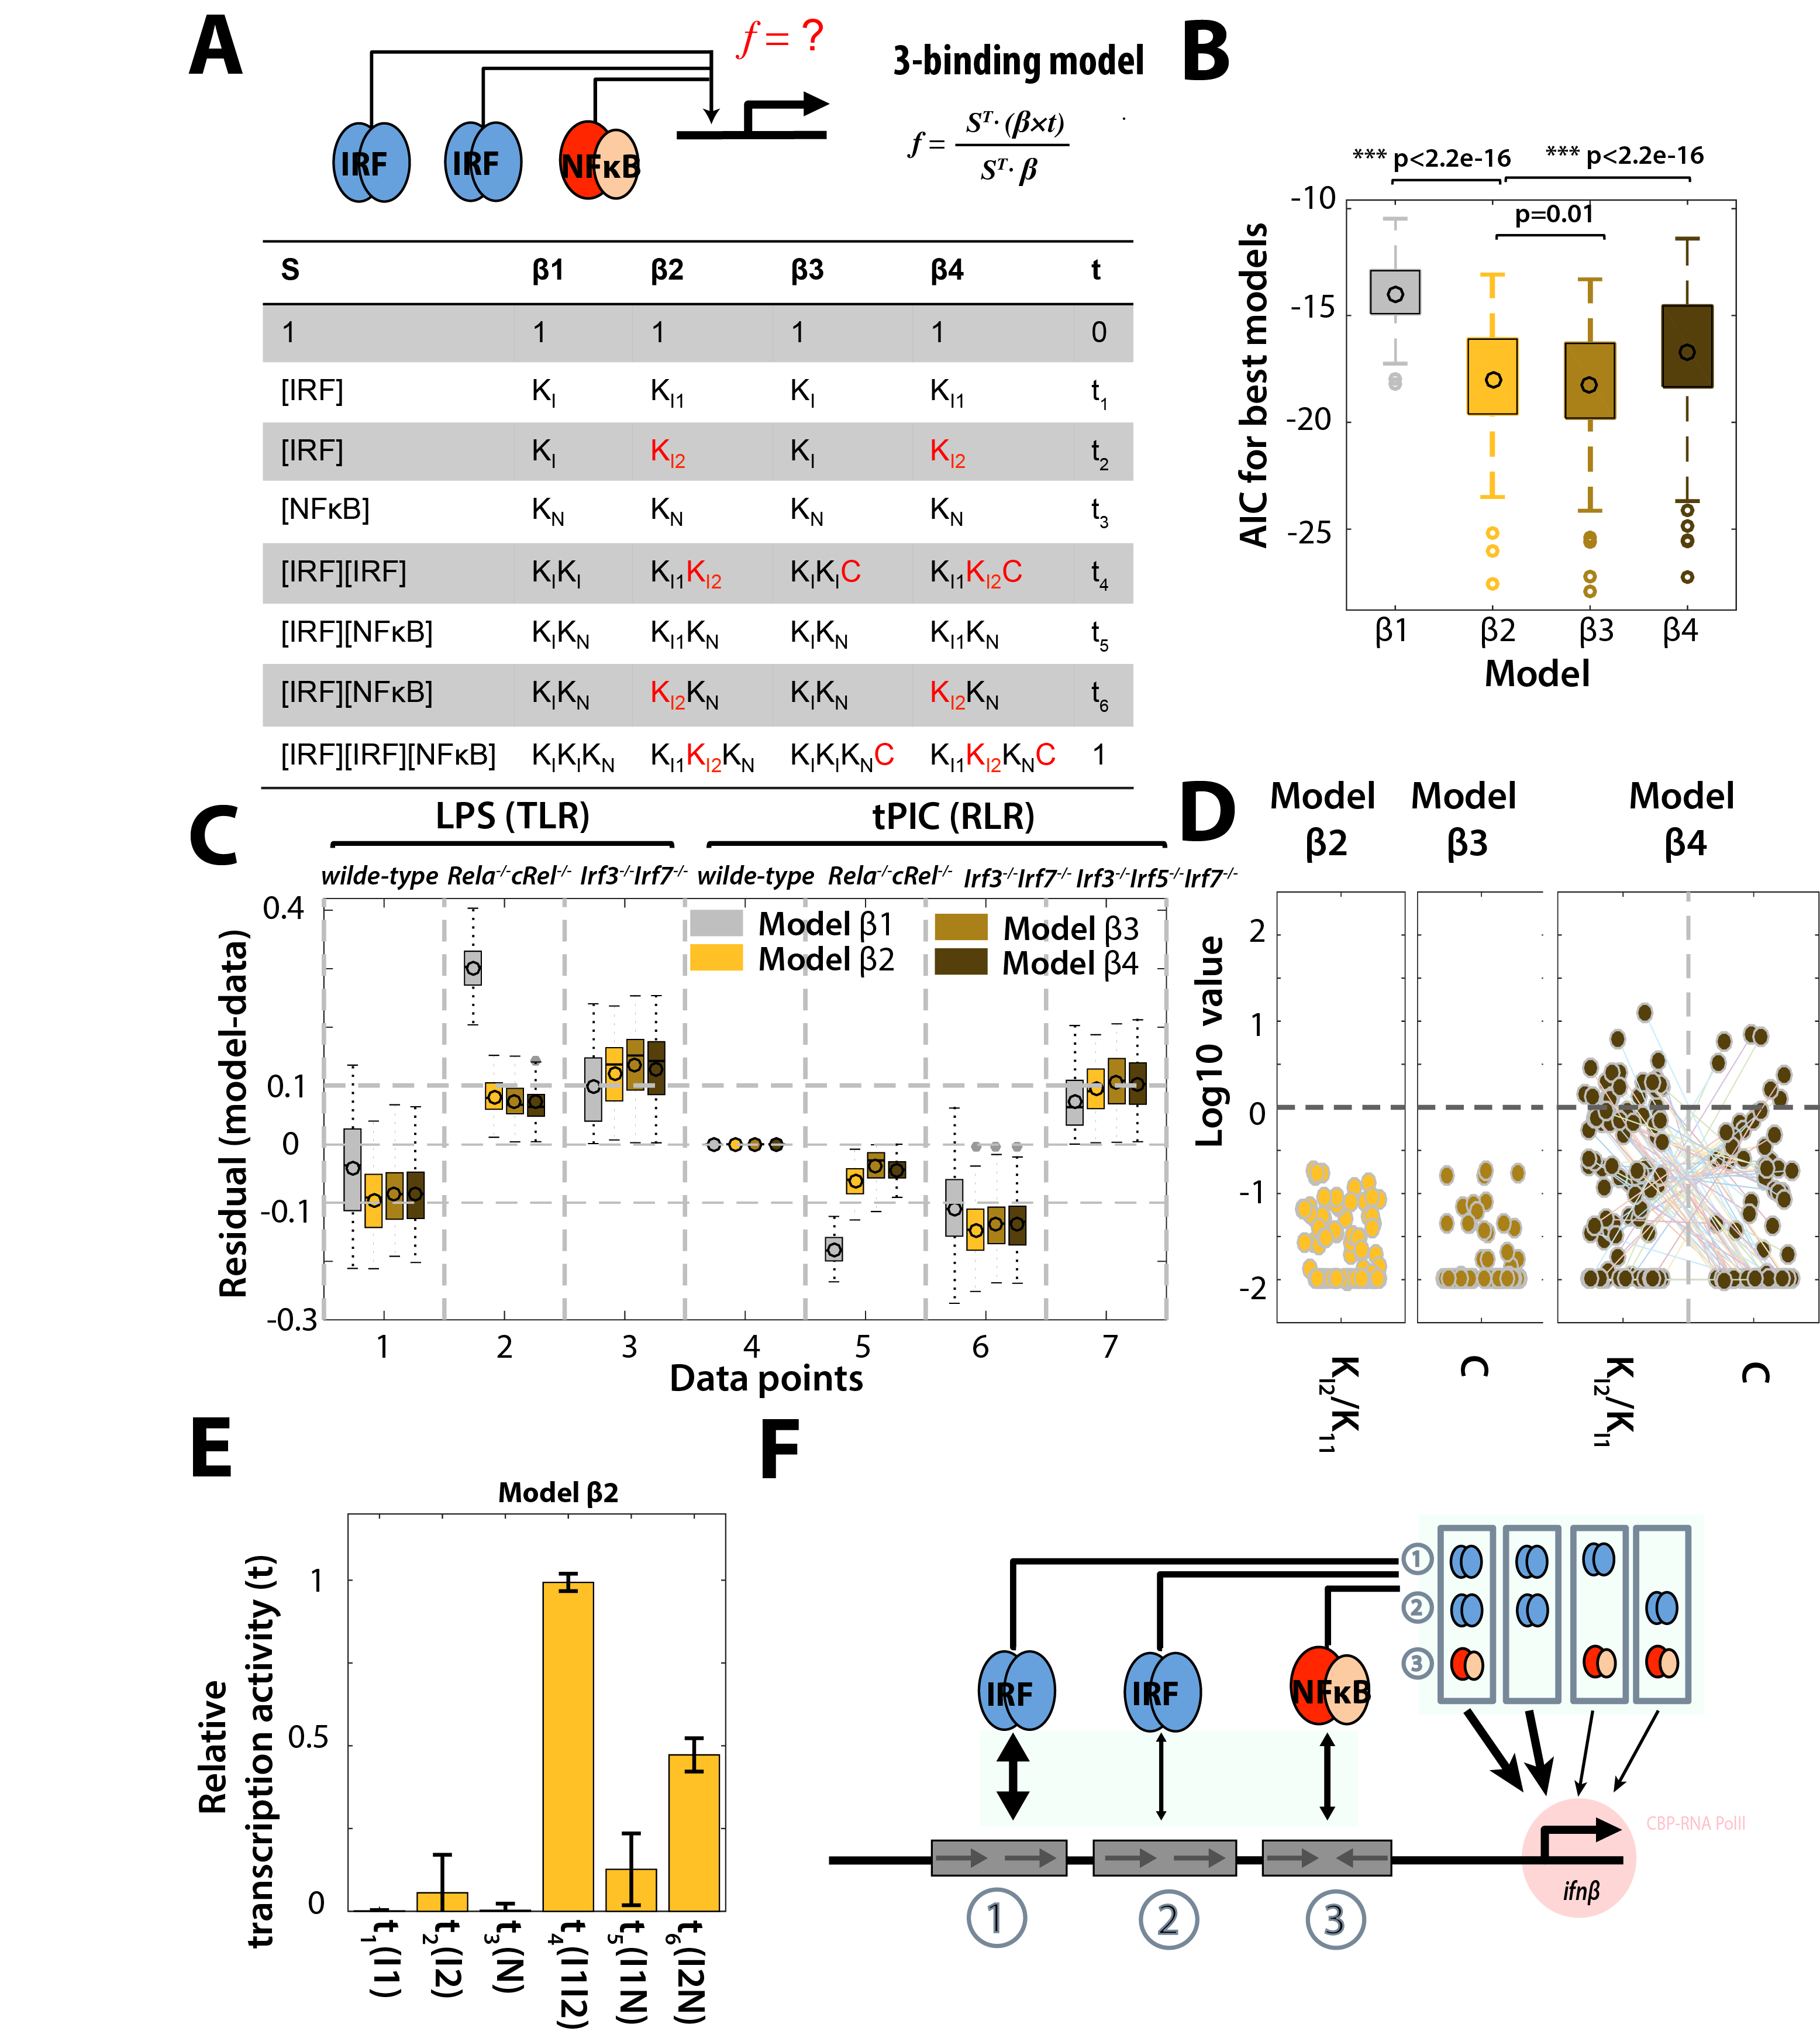 A
f = ?
3-binding model
f = Sᵀ· (β×t) / Sᵀ· β
IRF
IRF
NFκB
S β1 β2 β3 β4 t
1 1 1 1 1 0
[IRF] K_I K_I1 K_I K_I1 t_1
[IRF] K_I K_I2 K_I K_I2 t_2
[NFκB] K_N K_N K_N K_N t_3
[IRF][IRF] K_IK_I K_I1K_I2 K_IK_IC K_I1K_I2C t_4
[IRF][NFκB] K_IK_N K_I1K_N K_IK_N K_I1K_N t_5
[IRF][NFκB] K_IK_N K_I2K_N K_IK_N K_I2K_N t_6
[IRF][IRF][NFκB] K_IK_IK_N K_I1K_I2K_N K_IK_IK_NC K_I1K_I2K_NC 1
B
*** p<2.2e-16
*** p<2.2e-16
p=0.01
AIC for best models
-10
-15
-20
-25
β1 β2 β3 β4
Model
C
LPS (TLR)
tPIC (RLR)
wilde-type Rela⁻/⁻cRel⁻/⁻ Irf3⁻/⁻Irf7⁻/⁻ wilde-type Rela⁻/⁻cRel⁻/⁻ Irf3⁻/⁻Irf7⁻/⁻ Irf3⁻/⁻Irf5⁻/⁻Irf7⁻/⁻
Residual (model-data)
0.4
0.1
0
-0.1
-0.3
Model β1
Model β2
Model β3
Model β4
1 2 3 4 5 6 7
Data points
D
Model β2
Model β3
Model β4
Log10 value
2
1
0
-1
-2
K_I2/K_11
C
K_I2/K_I1
C
E
Model β2
Relative
transcription activity (t)
1
0.5
0
t_1(I1)
t_2(I2)
t_3(N)
t_4(I1I2)
t_5(I1N)
t_6(I2N)
F
1
2
3
IRF
IRF
NFκB
CBP-RNA PolII
ifnβ
1
2
3